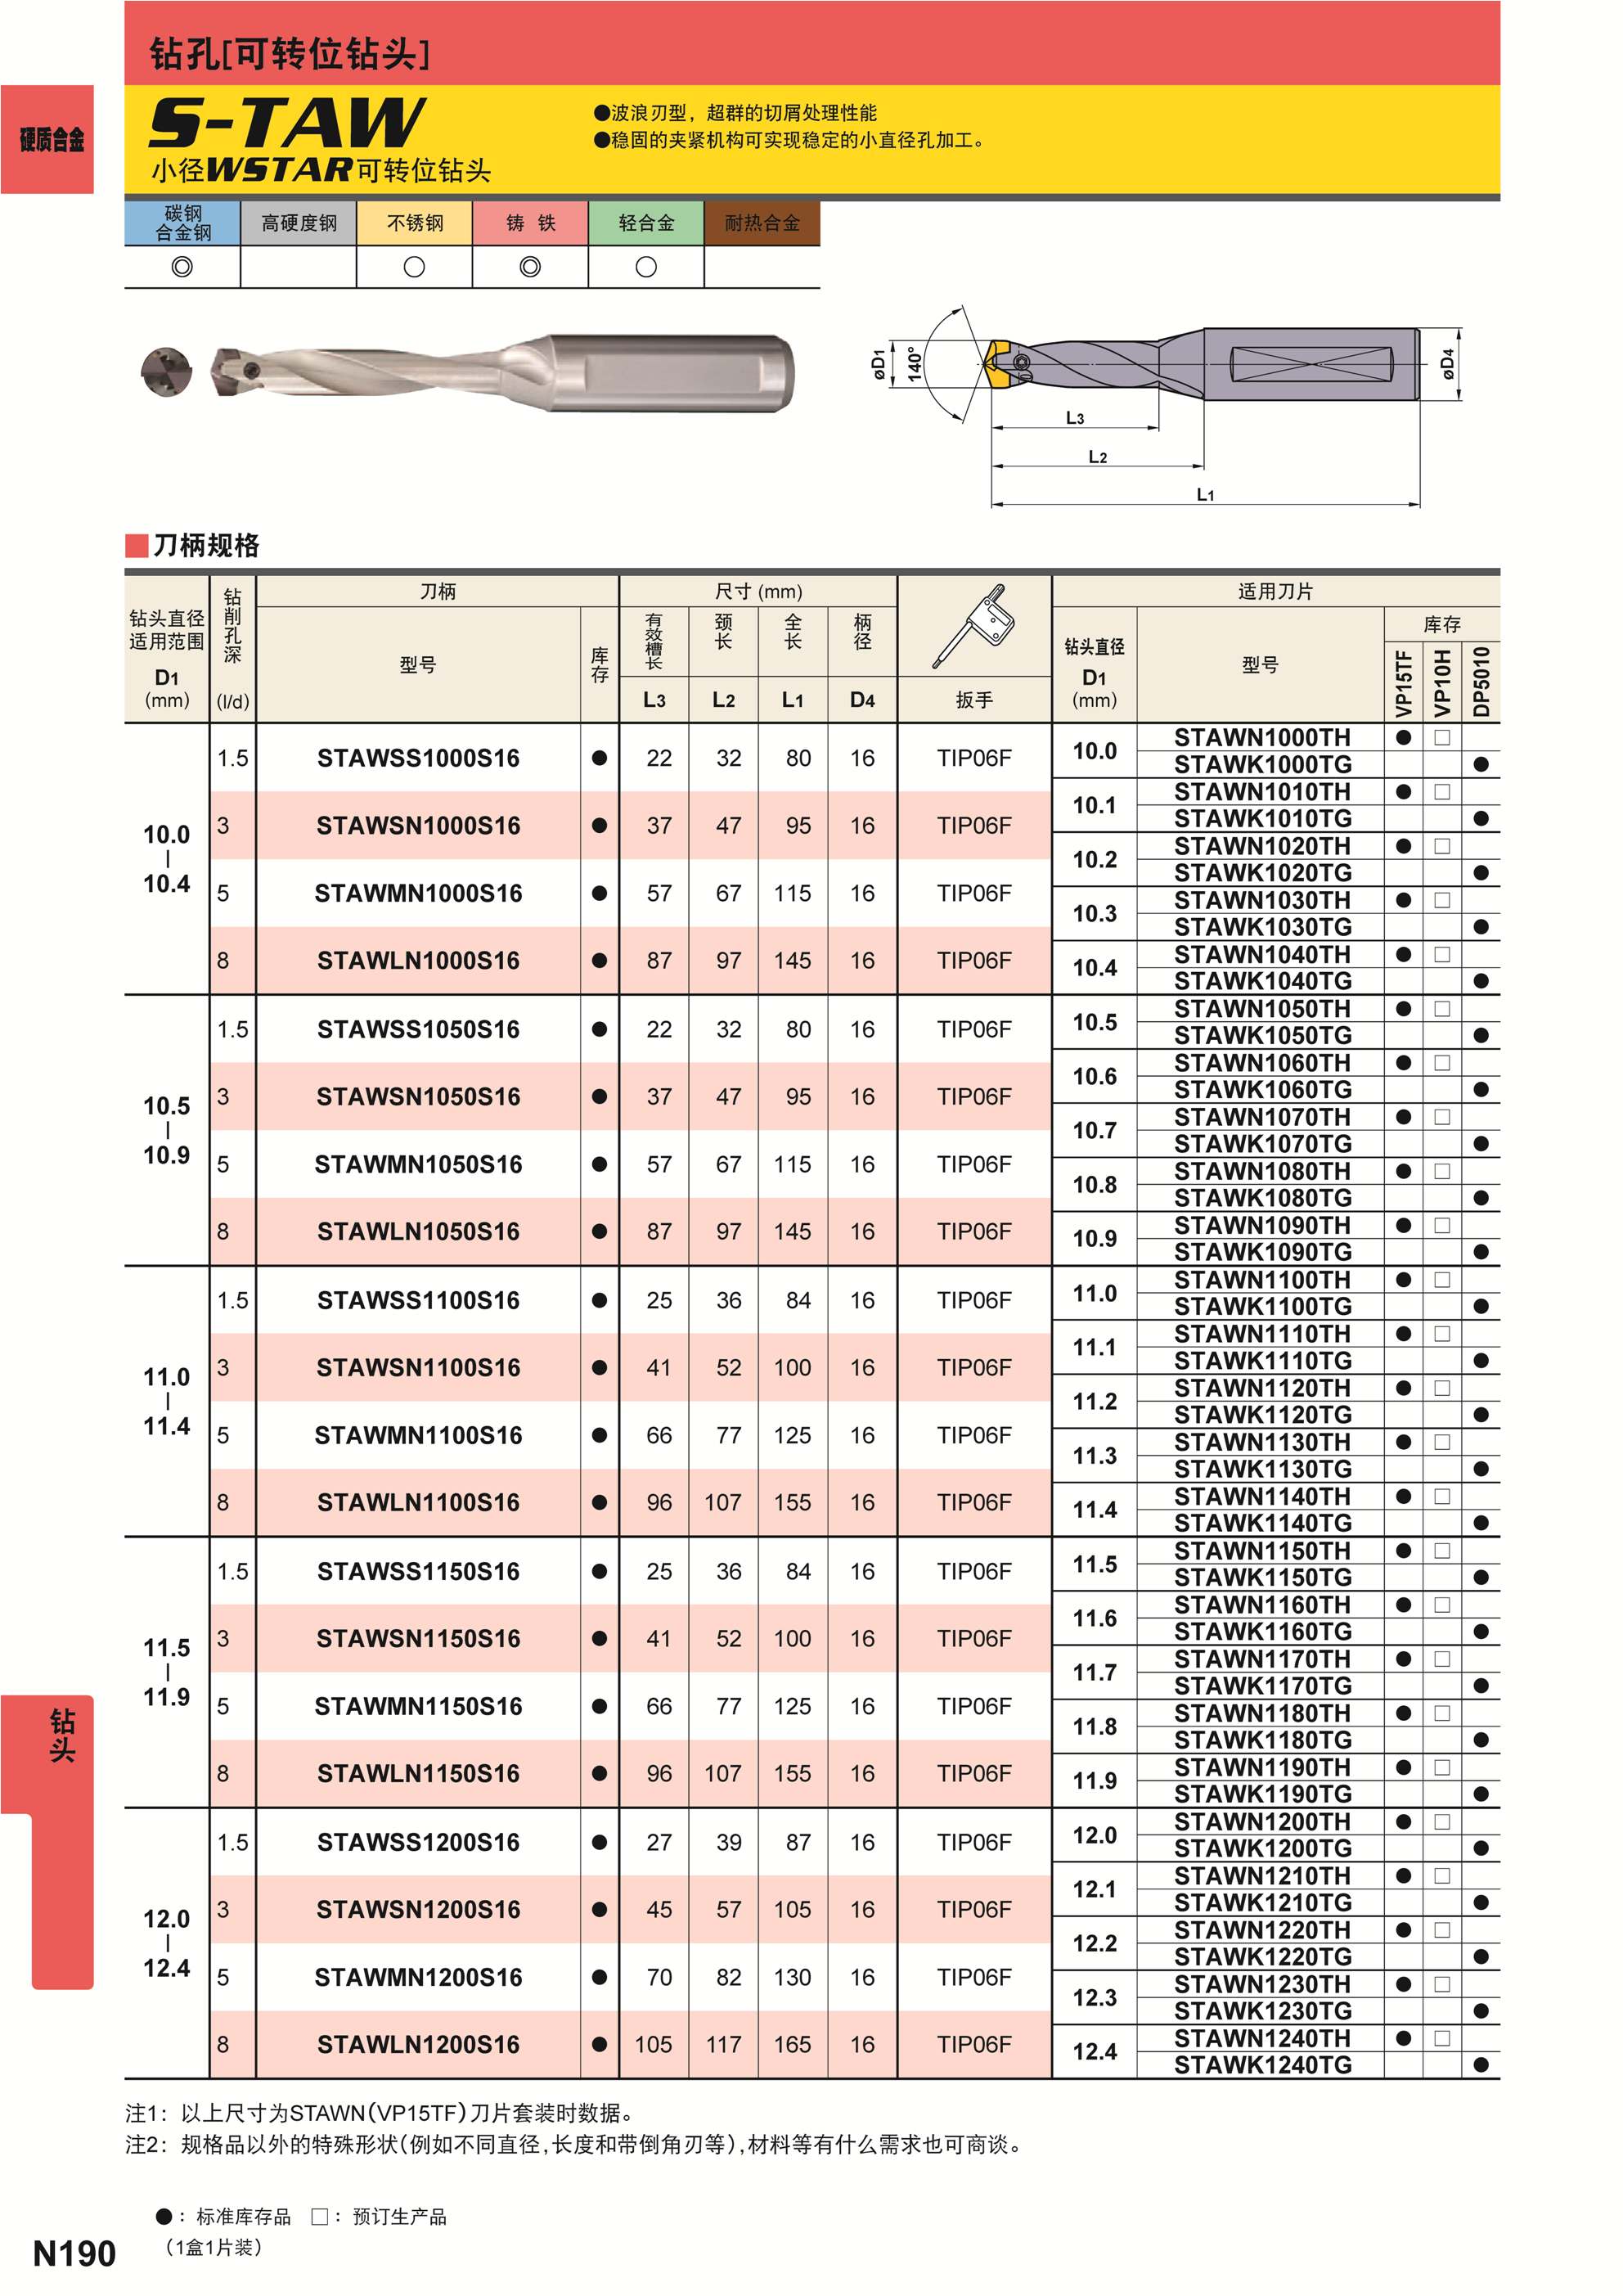 钻孔[可转位钻头]
硬质合金
S-TAW
小径WSTAR可转位钻头
●波浪刃型，超群的切屑处理性能
●稳固的夹紧机构可实现稳定的小直径孔加工。
碳钢 合金钢 高硬度钢 不锈钢 铸 铁 轻合金 耐热合金
◎ ○ ◎ ○
øD1 140° L3 L2 L1 øD4
■刀柄规格
钻头直径适用范围 D1 (mm) 钻削孔深 (l/d) 刀柄 尺寸 (mm) 适用刀片
型号 库存 有效槽长 颈长 全长 柄径 钻头直径 D1 (mm) 型号 库存
L3 L2 L1 D4 扳手 VP15TF VP10H DP5010
10.0 | 10.4
1.5 STAWSS1000S16 ● 22 32 80 16 TIP06F
3 STAWSN1000S16 ● 37 47 95 16 TIP06F
5 STAWMN1000S16 ● 57 67 115 16 TIP06F
8 STAWLN1000S16 ● 87 97 145 16 TIP06F
10.0 STAWN1000TH ● □
STAWK1000TG ●
10.1 STAWN1010TH ● □
STAWK1010TG ●
10.2 STAWN1020TH ● □
STAWK1020TG ●
10.3 STAWN1030TH ● □
STAWK1030TG ●
10.4 STAWN1040TH ● □
STAWK1040TG ●
10.5 | 10.9
1.5 STAWSS1050S16 ● 22 32 80 16 TIP06F
3 STAWSN1050S16 ● 37 47 95 16 TIP06F
5 STAWMN1050S16 ● 57 67 115 16 TIP06F
8 STAWLN1050S16 ● 87 97 145 16 TIP06F
10.5 STAWN1050TH ● □
STAWK1050TG ●
10.6 STAWN1060TH ● □
STAWK1060TG ●
10.7 STAWN1070TH ● □
STAWK1070TG ●
10.8 STAWN1080TH ● □
STAWK1080TG ●
10.9 STAWN1090TH ● □
STAWK1090TG ●
11.0 | 11.4
1.5 STAWSS1100S16 ● 25 36 84 16 TIP06F
3 STAWSN1100S16 ● 41 52 100 16 TIP06F
5 STAWMN1100S16 ● 66 77 125 16 TIP06F
8 STAWLN1100S16 ● 96 107 155 16 TIP06F
11.0 STAWN1100TH ● □
STAWK1100TG ●
11.1 STAWN1110TH ● □
STAWK1110TG ●
11.2 STAWN1120TH ● □
STAWK1120TG ●
11.3 STAWN1130TH ● □
STAWK1130TG ●
11.4 STAWN1140TH ● □
STAWK1140TG ●
11.5 | 11.9
1.5 STAWSS1150S16 ● 25 36 84 16 TIP06F
3 STAWSN1150S16 ● 41 52 100 16 TIP06F
5 STAWMN1150S16 ● 66 77 125 16 TIP06F
8 STAWLN1150S16 ● 96 107 155 16 TIP06F
11.5 STAWN1150TH ● □
STAWK1150TG ●
11.6 STAWN1160TH ● □
STAWK1160TG ●
11.7 STAWN1170TH ● □
STAWK1170TG ●
11.8 STAWN1180TH ● □
STAWK1180TG ●
11.9 STAWN1190TH ● □
STAWK1190TG ●
12.0 | 12.4
1.5 STAWSS1200S16 ● 27 39 87 16 TIP06F
3 STAWSN1200S16 ● 45 57 105 16 TIP06F
5 STAWMN1200S16 ● 70 82 130 16 TIP06F
8 STAWLN1200S16 ● 105 117 165 16 TIP06F
12.0 STAWN1200TH ● □
STAWK1200TG ●
12.1 STAWN1210TH ● □
STAWK1210TG ●
12.2 STAWN1220TH ● □
STAWK1220TG ●
12.3 STAWN1230TH ● □
STAWK1230TG ●
12.4 STAWN1240TH ● □
STAWK1240TG ●
钻头
注1：以上尺寸为STAWN(VP15TF)刀片套装时数据。
注2：规格品以外的特殊形状(例如不同直径,长度和带倒角刃等),材料等有什么需求也可商谈。
●：标准库存品 □：预订生产品
(1盒1片装)
N190